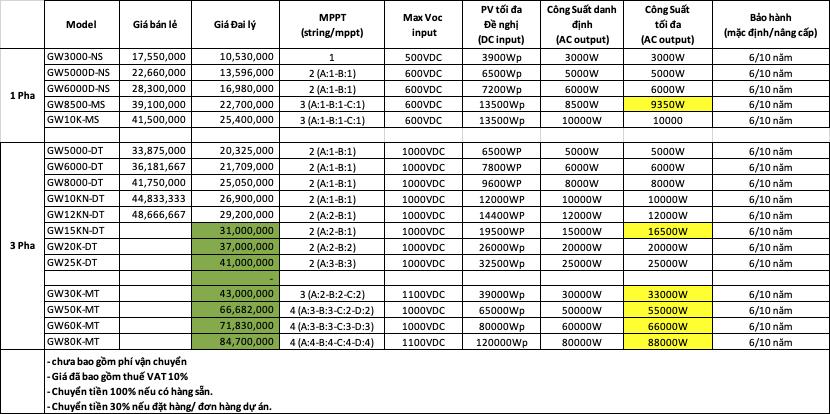 Model Giá bán lẻ Giá Đai lý MPPT (string/mppt) Max Voc input PV tối đa Đề nghị (DC input) Công Suất danh định (AC output) Công Suất tối đa (AC output) Bảo hành (mặc định/nâng cấp)
1 Pha
GW3000-NS 17,550,000 10,530,000 1 500VDC 3900Wp 3000W 3000W 6/10 năm
GW5000D-NS 22,660,000 13,596,000 2 (A:1-B:1) 600VDC 6500Wp 5000W 5000W 6/10 năm
GW6000D-NS 28,300,000 16,980,000 2 (A:1-B:1) 600VDC 7200Wp 6000W 6000W 6/10 năm
GW8500-MS 39,100,000 22,700,000 3 (A:1-B:1-C:1) 600VDC 13500Wp 8500W 9350W 6/10 năm
GW10K-MS 41,500,000 25,400,000 3 (A:1-B:1-C:1) 600VDC 13500Wp 10000W 10000 6/10 năm
3 Pha
GW5000-DT 33,875,000 20,325,000 2 (A:1-B:1) 1000VDC 6500WP 5000W 5000W 6/10 năm
GW6000-DT 36,181,667 21,709,000 2 (A:1-B:1) 1000VDC 7800WP 6000W 6000W 6/10 năm
GW8000-DT 41,750,000 25,050,000 2 (A:1-B:1) 1000VDC 9600WP 8000W 8000W 6/10 năm
GW10KN-DT 44,833,333 26,900,000 2 (A:1-B:1) 1000VDC 12000WP 10000W 10000W 6/10 năm
GW12KN-DT 48,666,667 29,200,000 2 (A:2-B:1) 1000VDC 14400WP 12000W 12000W 6/10 năm
GW15KN-DT 31,000,000 2 (A:2-B:1) 1000VDC 19500WP 15000W 16500W 6/10 năm
GW20K-DT 37,000,000 2 (A:2-B:2) 1000VDC 26000Wp 20000W 20000W 6/10 năm
GW25K-DT 41,000,000 2 (A:3-B:3) 1000VDC 32500Wp 25000W 25000W 6/10 năm
-
GW30K-MT 43,000,000 3 (A:2-B:2-C:2) 1100VDC 39000Wp 30000W 33000W 6/10 năm
GW50K-MT 66,682,000 4 (A:3-B:3-C:2-D:2) 1000VDC 65000Wp 50000W 55000W 6/10 năm
GW60K-MT 71,830,000 4 (A:3-B:3-C:3-D:3) 1000VDC 80000Wp 60000W 66000W 6/10 năm
GW80K-MT 84,700,000 4 (A:4-B:4-C:4-D:4) 1100VDC 120000Wp 80000W 88000W 6/10 năm
- chưa bao gồm phí vận chuyển
- Giá đã bao gồm thuế VAT 10%
- Chuyển tiền 100% nếu có hàng sẵn.
- Chuyển tiền 30% nếu đặt hàng/ đơn hàng dự án.